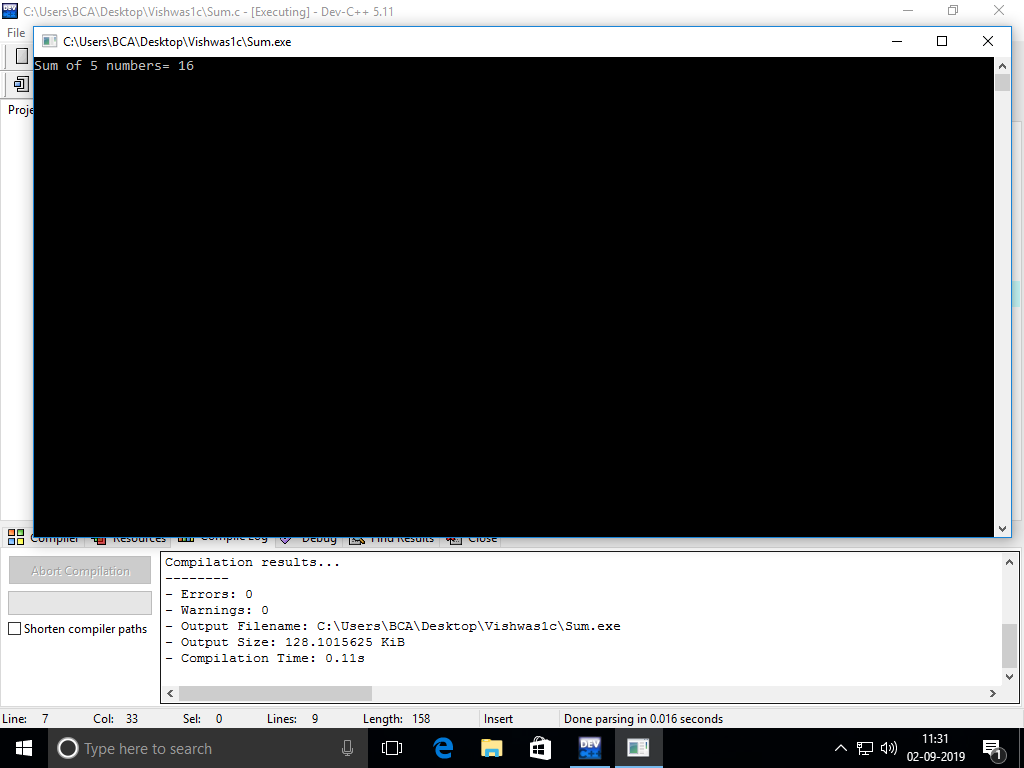 C:\Users\BCA\Desktop\Vishwas1c\Sum.c - [Executing] - Dev-C++ 5.11
File
C:\Users\BCA\Desktop\Vishwas1c\Sum.exe
Sum of 5 numbers= 16
Proje
Compiler Resources Compile Log Debug Find Results Close
Abort Compilation
Shorten compiler paths
Compilation results...
--------
- Errors: 0
- Warnings: 0
- Output Filename: C:\Users\BCA\Desktop\Vishwas1c\Sum.exe
- Output Size: 128.1015625 KiB
- Compilation Time: 0.11s
Line: 7 Col: 33 Sel: 0 Lines: 9 Length: 158 Insert Done parsing in 0.016 seconds
Type here to search
DEV C++
11:31
02-09-2019
1